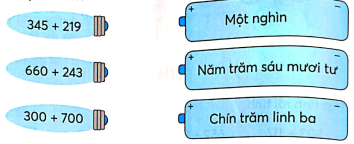 345 + 219
+ Một nghìn −
660 + 243
+ Năm trăm sáu mươi tư −
300 + 700
+ Chín trăm linh ba −